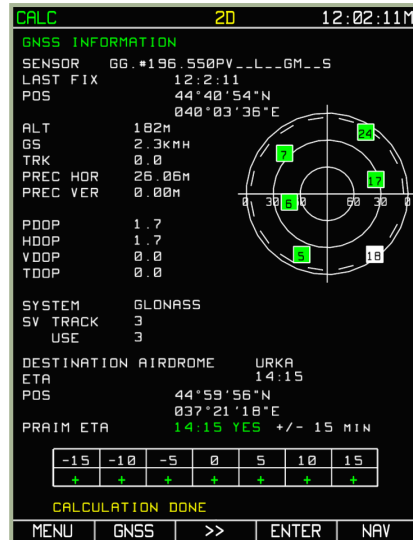 CALC 2D 12:02:11M
GNSS INFORMATION
SENSOR GG.#196.550PV__L__GM__S
LAST FIX 12:2:11
POS 44°40'54"N
040°03'36"E
ALT 182M
GS 2.3KMH
TRK 0.0
PREC HOR 26.06M
PREC VER 0.00M
24
7
17
0 30 6 60 30 0
5 18
PDOP 1.7
HDOP 1.7
VDOP 0.0
TDOP 0.0
SYSTEM GLONASS
SV TRACK 3
USE 3
DESTINATION AIRDROME URKA
ETA 14:15
POS 44°59'56"N
037°21'18"E
PRAIM ETA 14:15 YES +/- 15 MIN
-15 -10 -5 0 5 10 15
+ + + + + + +
CALCULATION DONE
MENU GNSS >> ENTER NAV